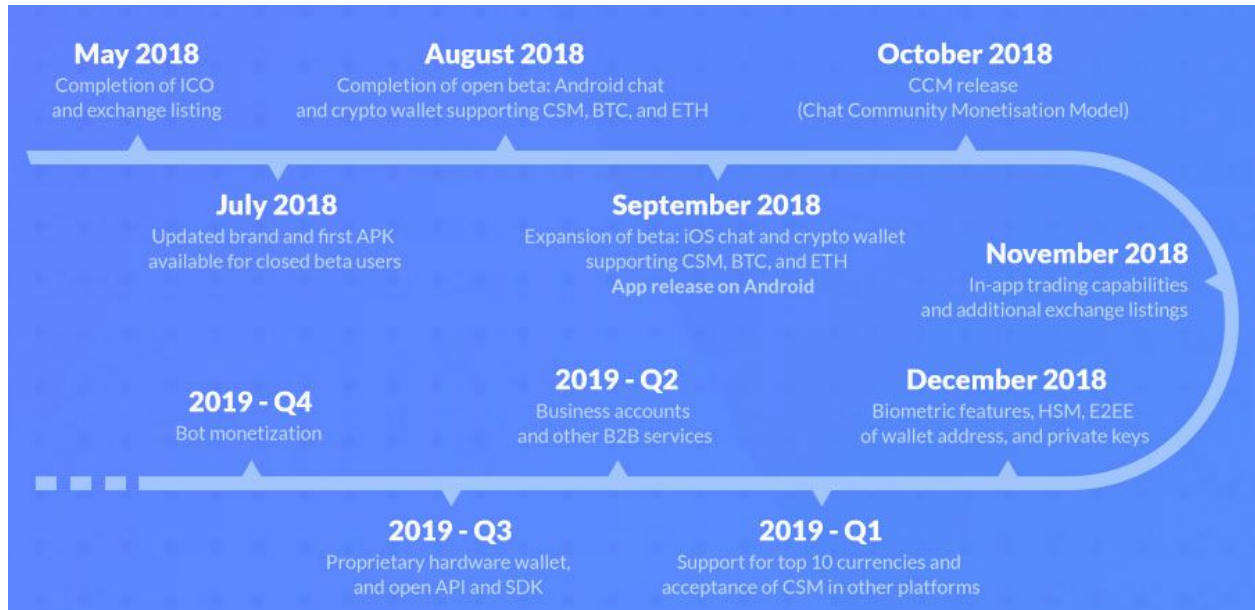 May 2018
Completion of ICO
and exchange listing
July 2018
Updated brand and first APK
available for closed beta users
August 2018
Completion of open beta: Android chat
and crypto wallet supporting CSM, BTC, and ETH
September 2018
Expansion of beta: iOS chat and crypto wallet
supporting CSM, BTC, and ETH
App release on Android
October 2018
CCM release
(Chat Community Monetisation Model)
November 2018
In-app trading capabilities
and additional exchange listings
December 2018
Biometric features, HSM, E2EE
of wallet address, and private keys
2019 - Q1
Support for top 10 currencies and
acceptance of CSM in other platforms
2019 - Q2
Business accounts
and other B2B services
2019 - Q3
Proprietary hardware wallet,
and open API and SDK
2019 - Q4
Bot monetization